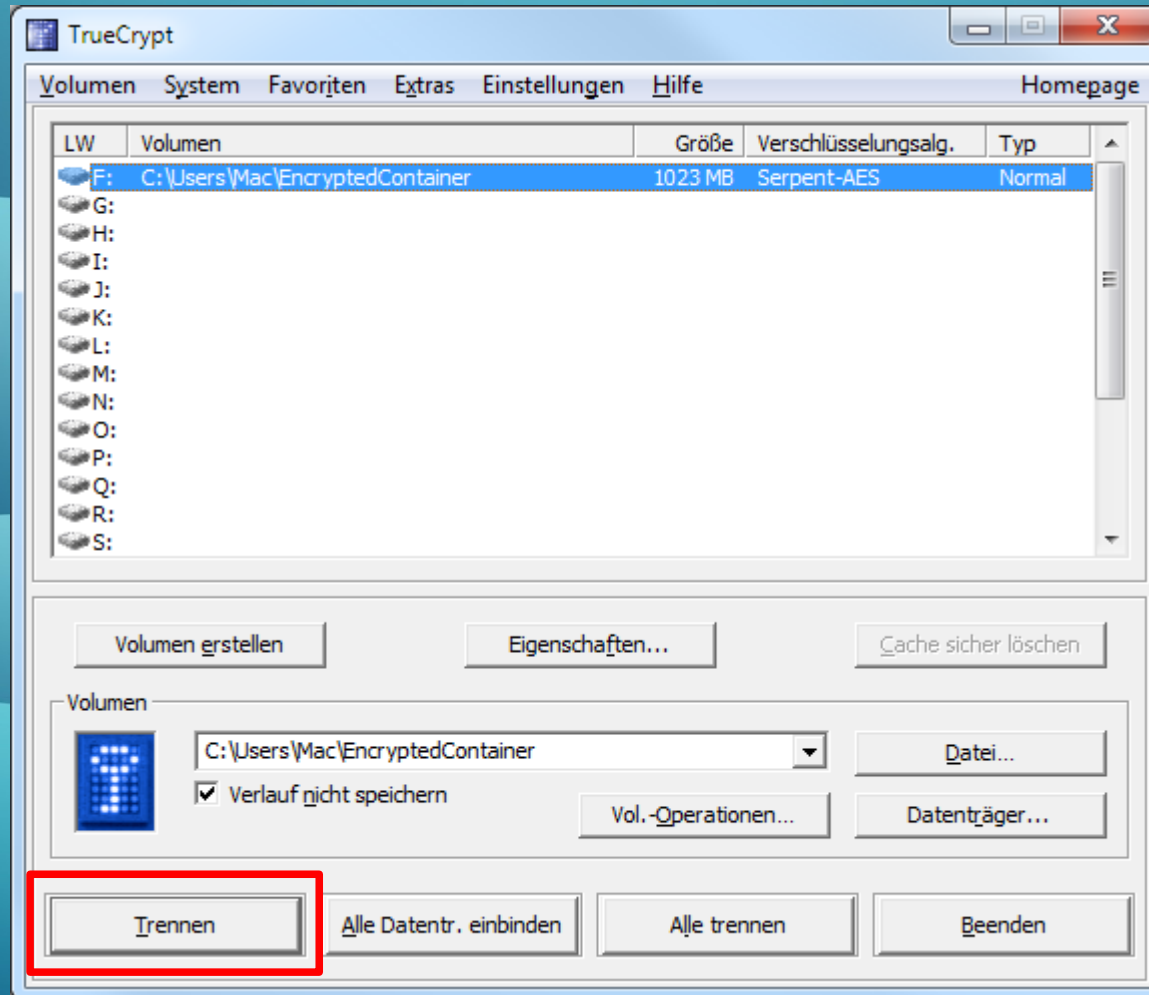 TrueCrypt
Volumen System Favoriten Extras Einstellungen Hilfe Homepage
LW Volumen Größe Verschlüsselungsalg. Typ
F: C:\Users\Mac\EncryptedContainer 1023 MB Serpent-AES Normal
G:
H:
I:
J:
K:
L:
M:
N:
O:
P:
Q:
R:
S:
Volumen erstellen Eigenschaften... Cache sicher löschen
Volumen
C:\Users\Mac\EncryptedContainer Datei...
Verlauf nicht speichern
Vol.-Operationen... Datenträger...
Trennen Alle Datentr. einbinden Alle trennen Beenden